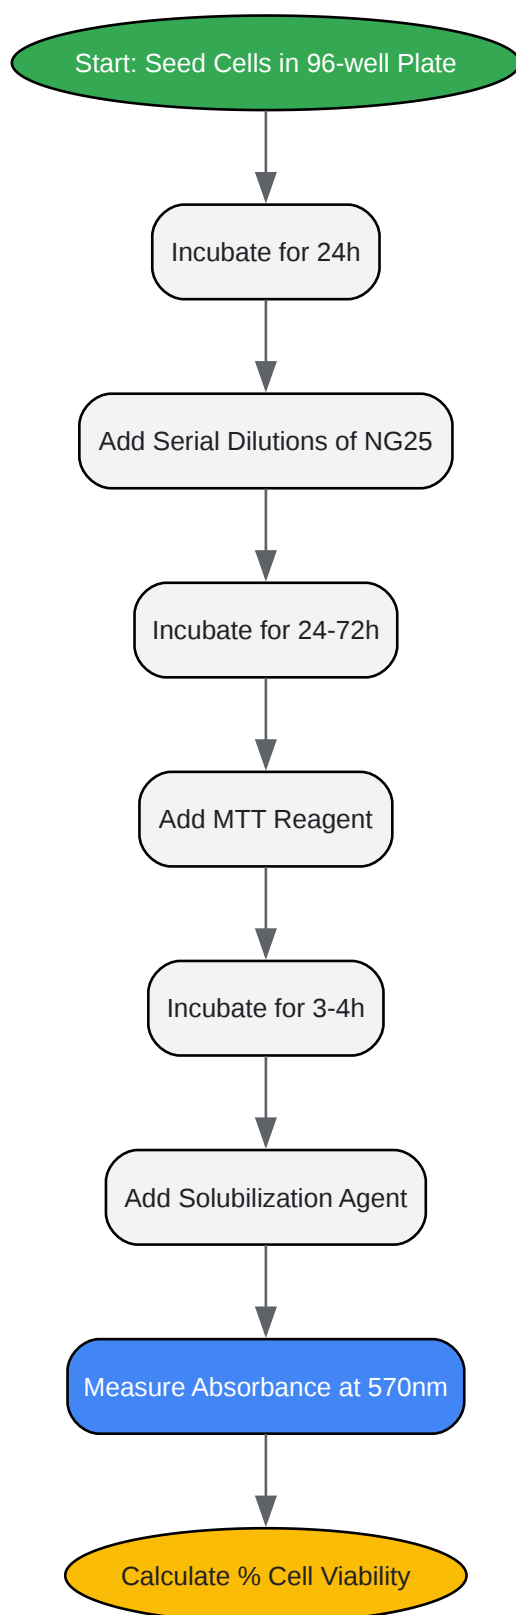 Start: Seed Cells in 96-well Plate
Incubate for 24h
Add Serial Dilutions of NG25
Incubate for 24-72h
Add MTT Reagent
Incubate for 3-4h
Add Solubilization Agent
Measure Absorbance at 570nm
Calculate % Cell Viability